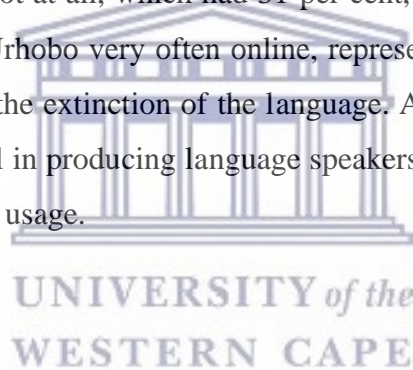 ot at all, which had 31 per cent,
Urhobo very often online, represe
the extinction of the language. A
l in producing language speakers
usage.
UNIVERSITY of the
WESTERN CAPE